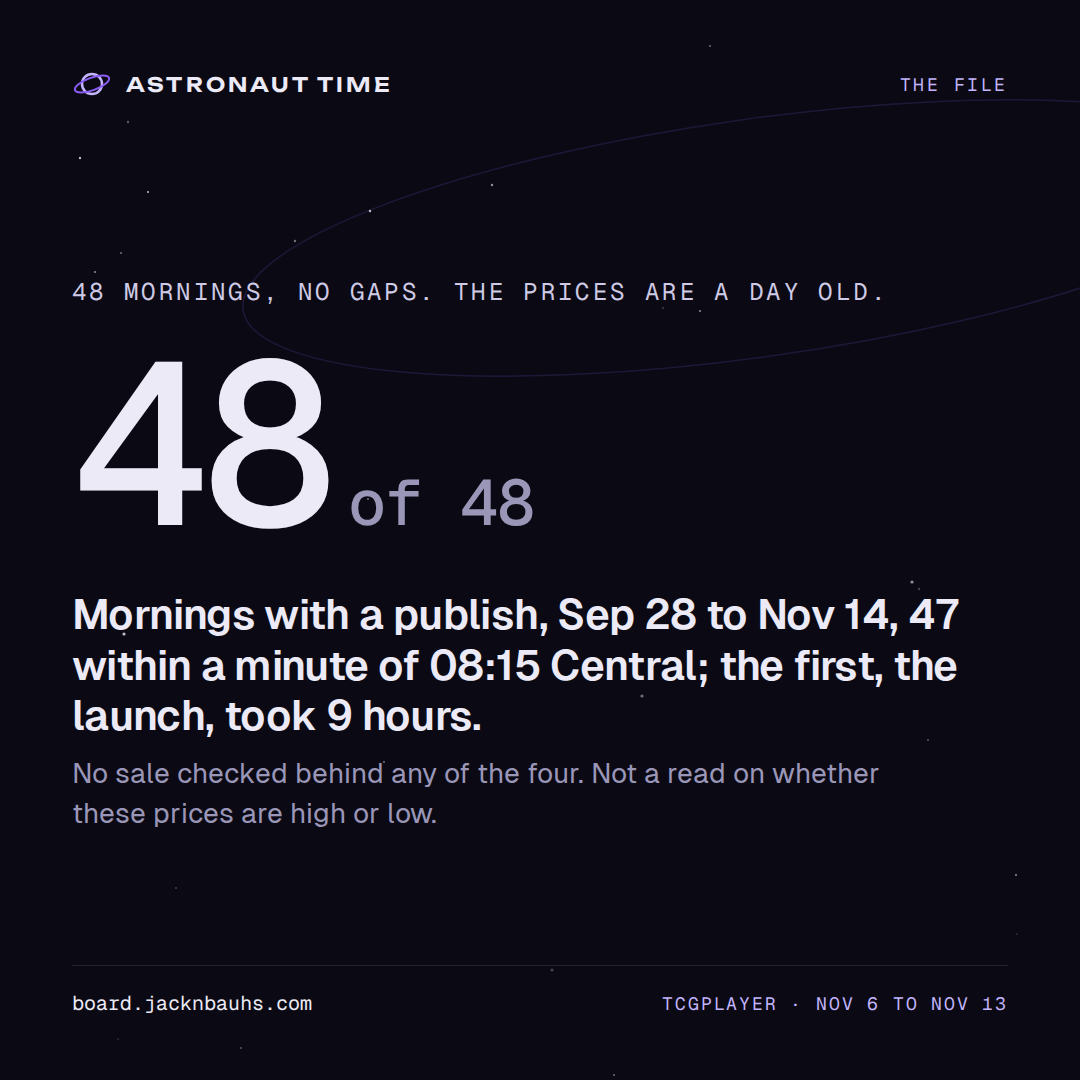 ASTRONAUT TIME
THE FILE
48 MORNINGS, NO GAPS. THE PRICES ARE A DAY OLD.
48 of 48
Mornings with a publish, Sep 28 to Nov 14, 47
within a minute of 08:15 Central; the first, the
launch, took 9 hours.
No sale checked behind any of the four. Not a read on whether
these prices are high or low.
board.jacknbauhs.com
TCGPLAYER · NOV 6 TO NOV 13